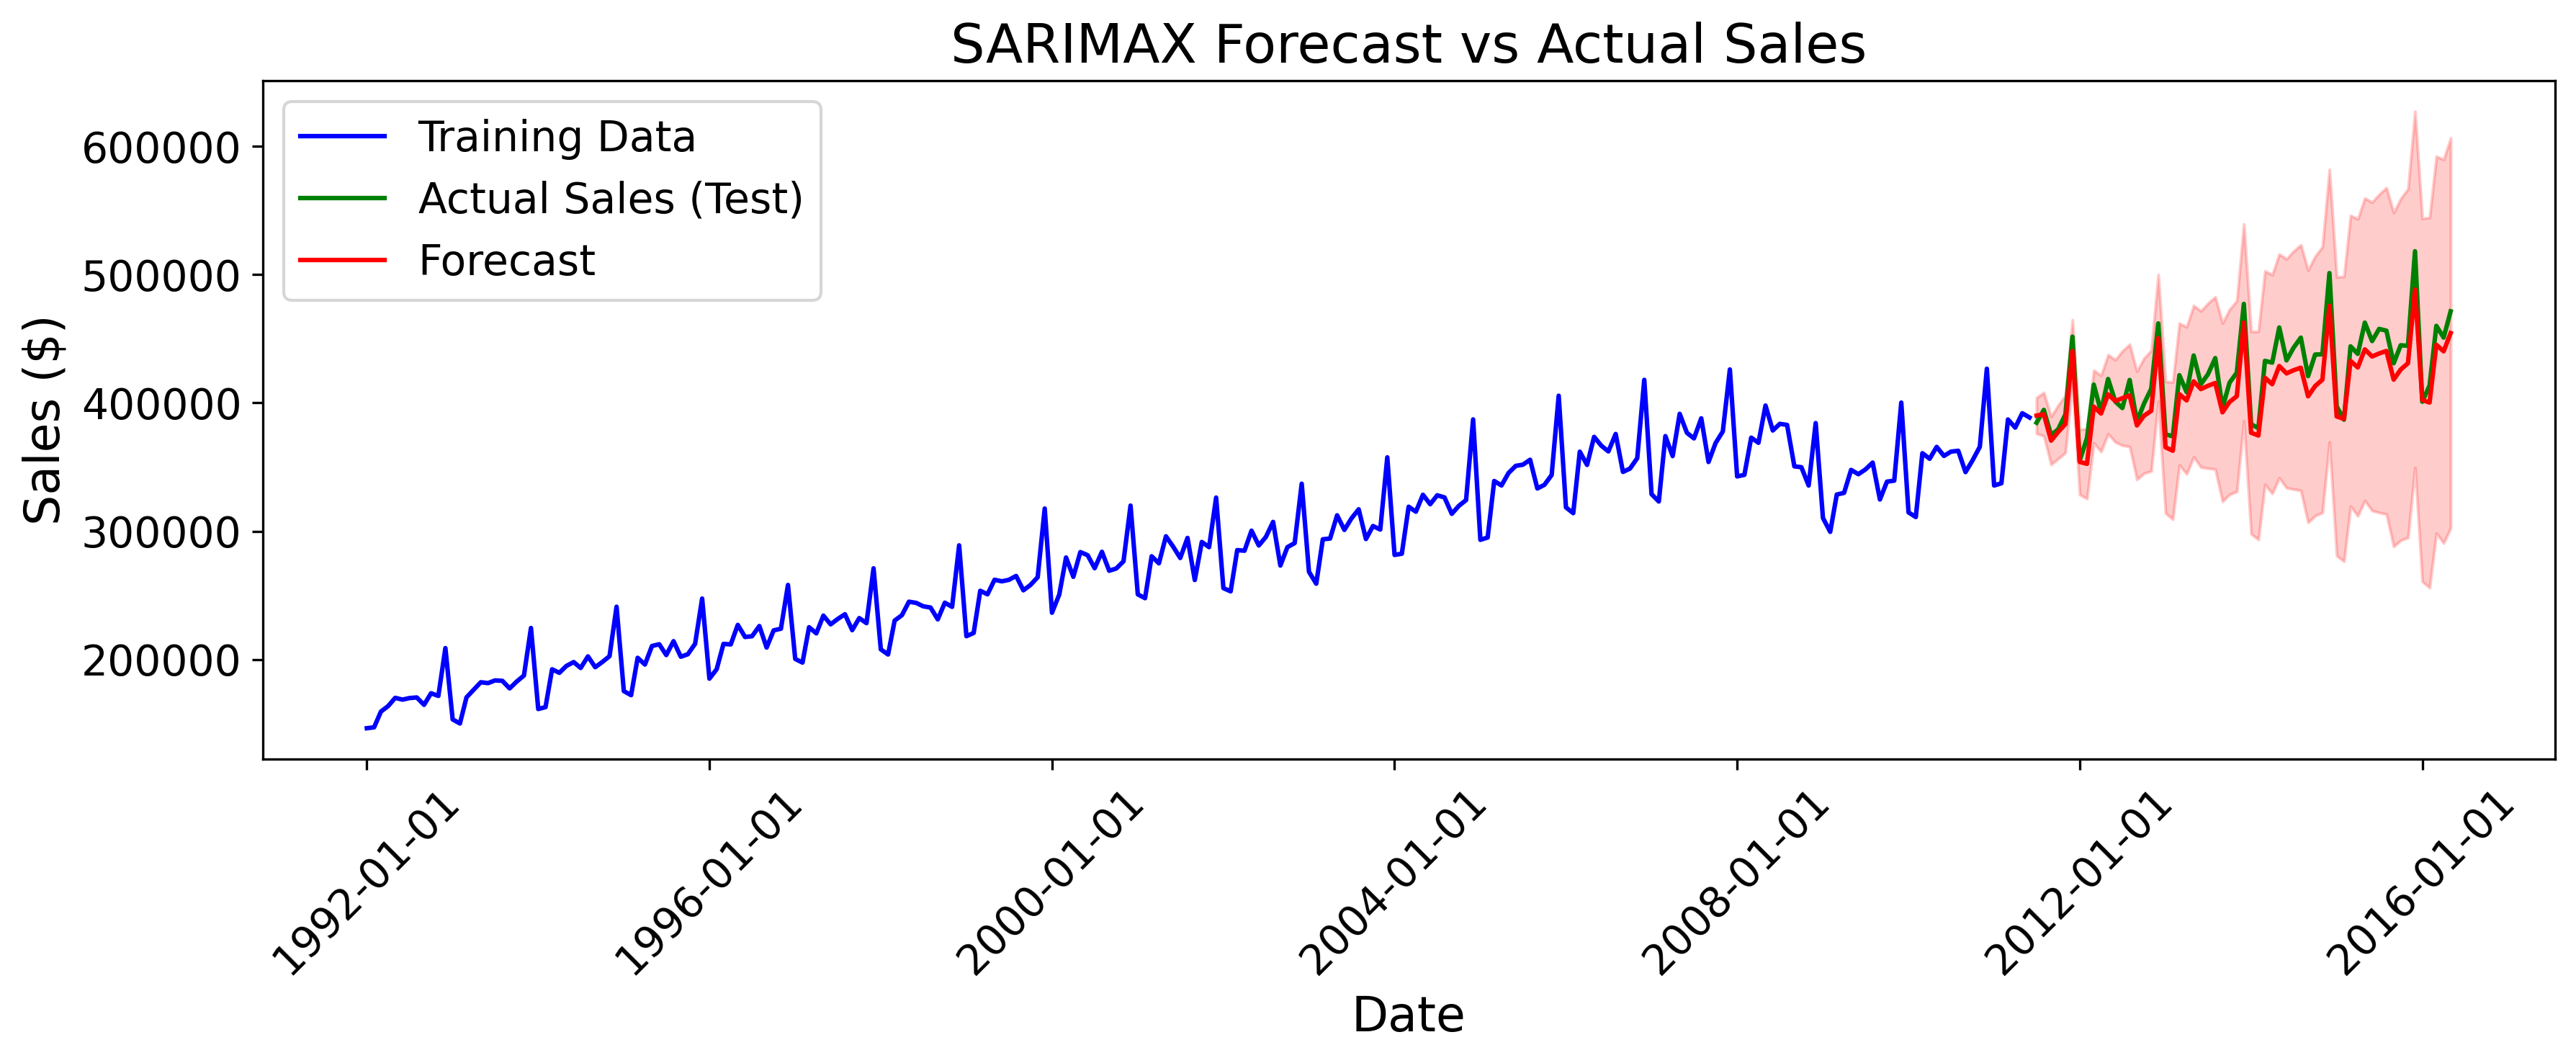 SARIMAX Forecast vs Actual Sales
Training Data
Actual Sales (Test)
Forecast
Sales ($)
600000
500000
400000
300000
200000
1992-01-01
1996-01-01
2000-01-01
2004-01-01
2008-01-01
2012-01-01
2016-01-01
Date